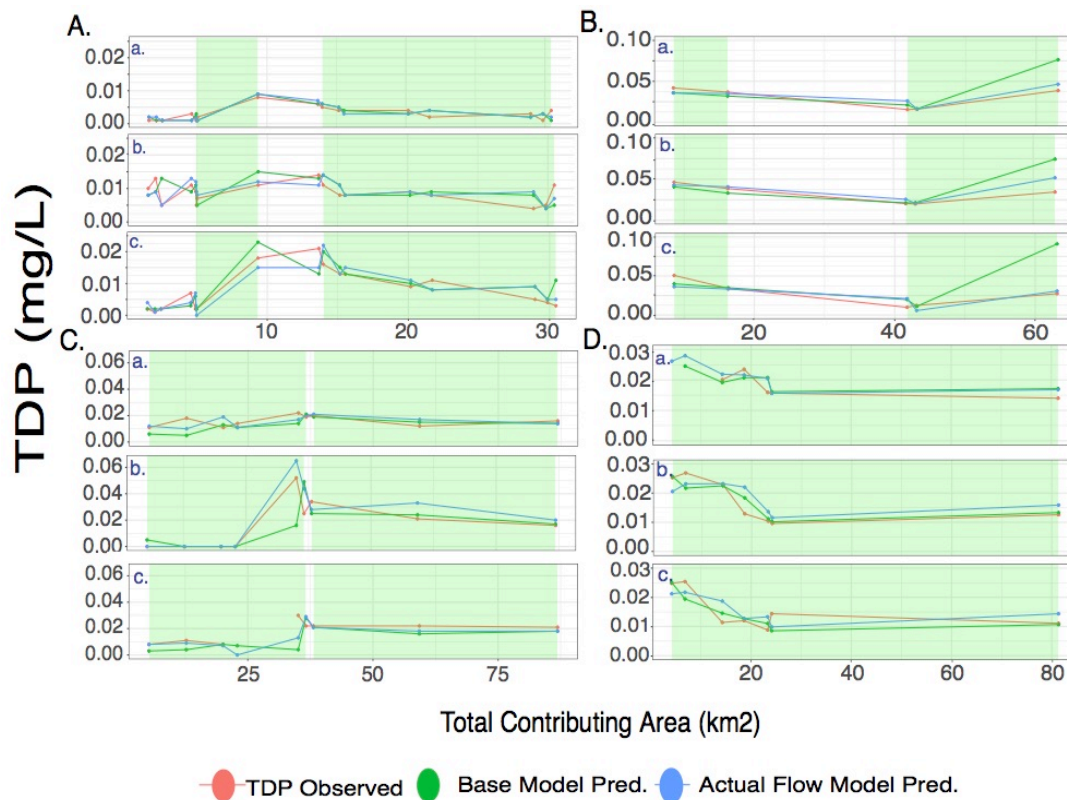 A.
a.
0.02
0.01
0.00
b.
0.02
0.01
0.00
c.
0.02
0.01
0.00
10
20
30
B.
a.
0.10
0.05
0.00
b.
0.10
0.05
0.00
c.
0.10
0.05
0.00
20
40
60
C.
a.
0.06
0.04
0.02
0.00
b.
0.06
0.04
0.02
0.00
c.
0.06
0.04
0.02
0.00
25
50
75
D.
a.
0.03
0.02
0.01
0.00
b
0.03
0.02
0.01
0.00
c
0.03
0.02
0.01
0.00
20
40
60
80
TDP (mg/L)
Total Contributing Area (km2)
TDP Observed
Base Model Pred.
Actual Flow Model Pred.